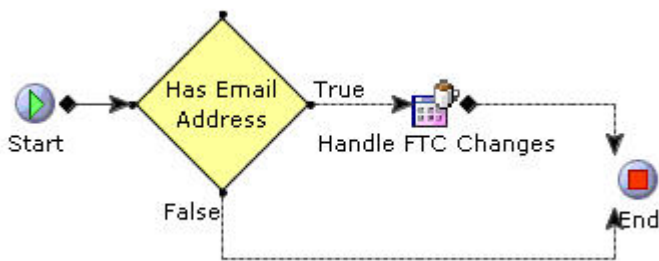 Start
Has Email
Address
True
Handle FTC Changes
False
End